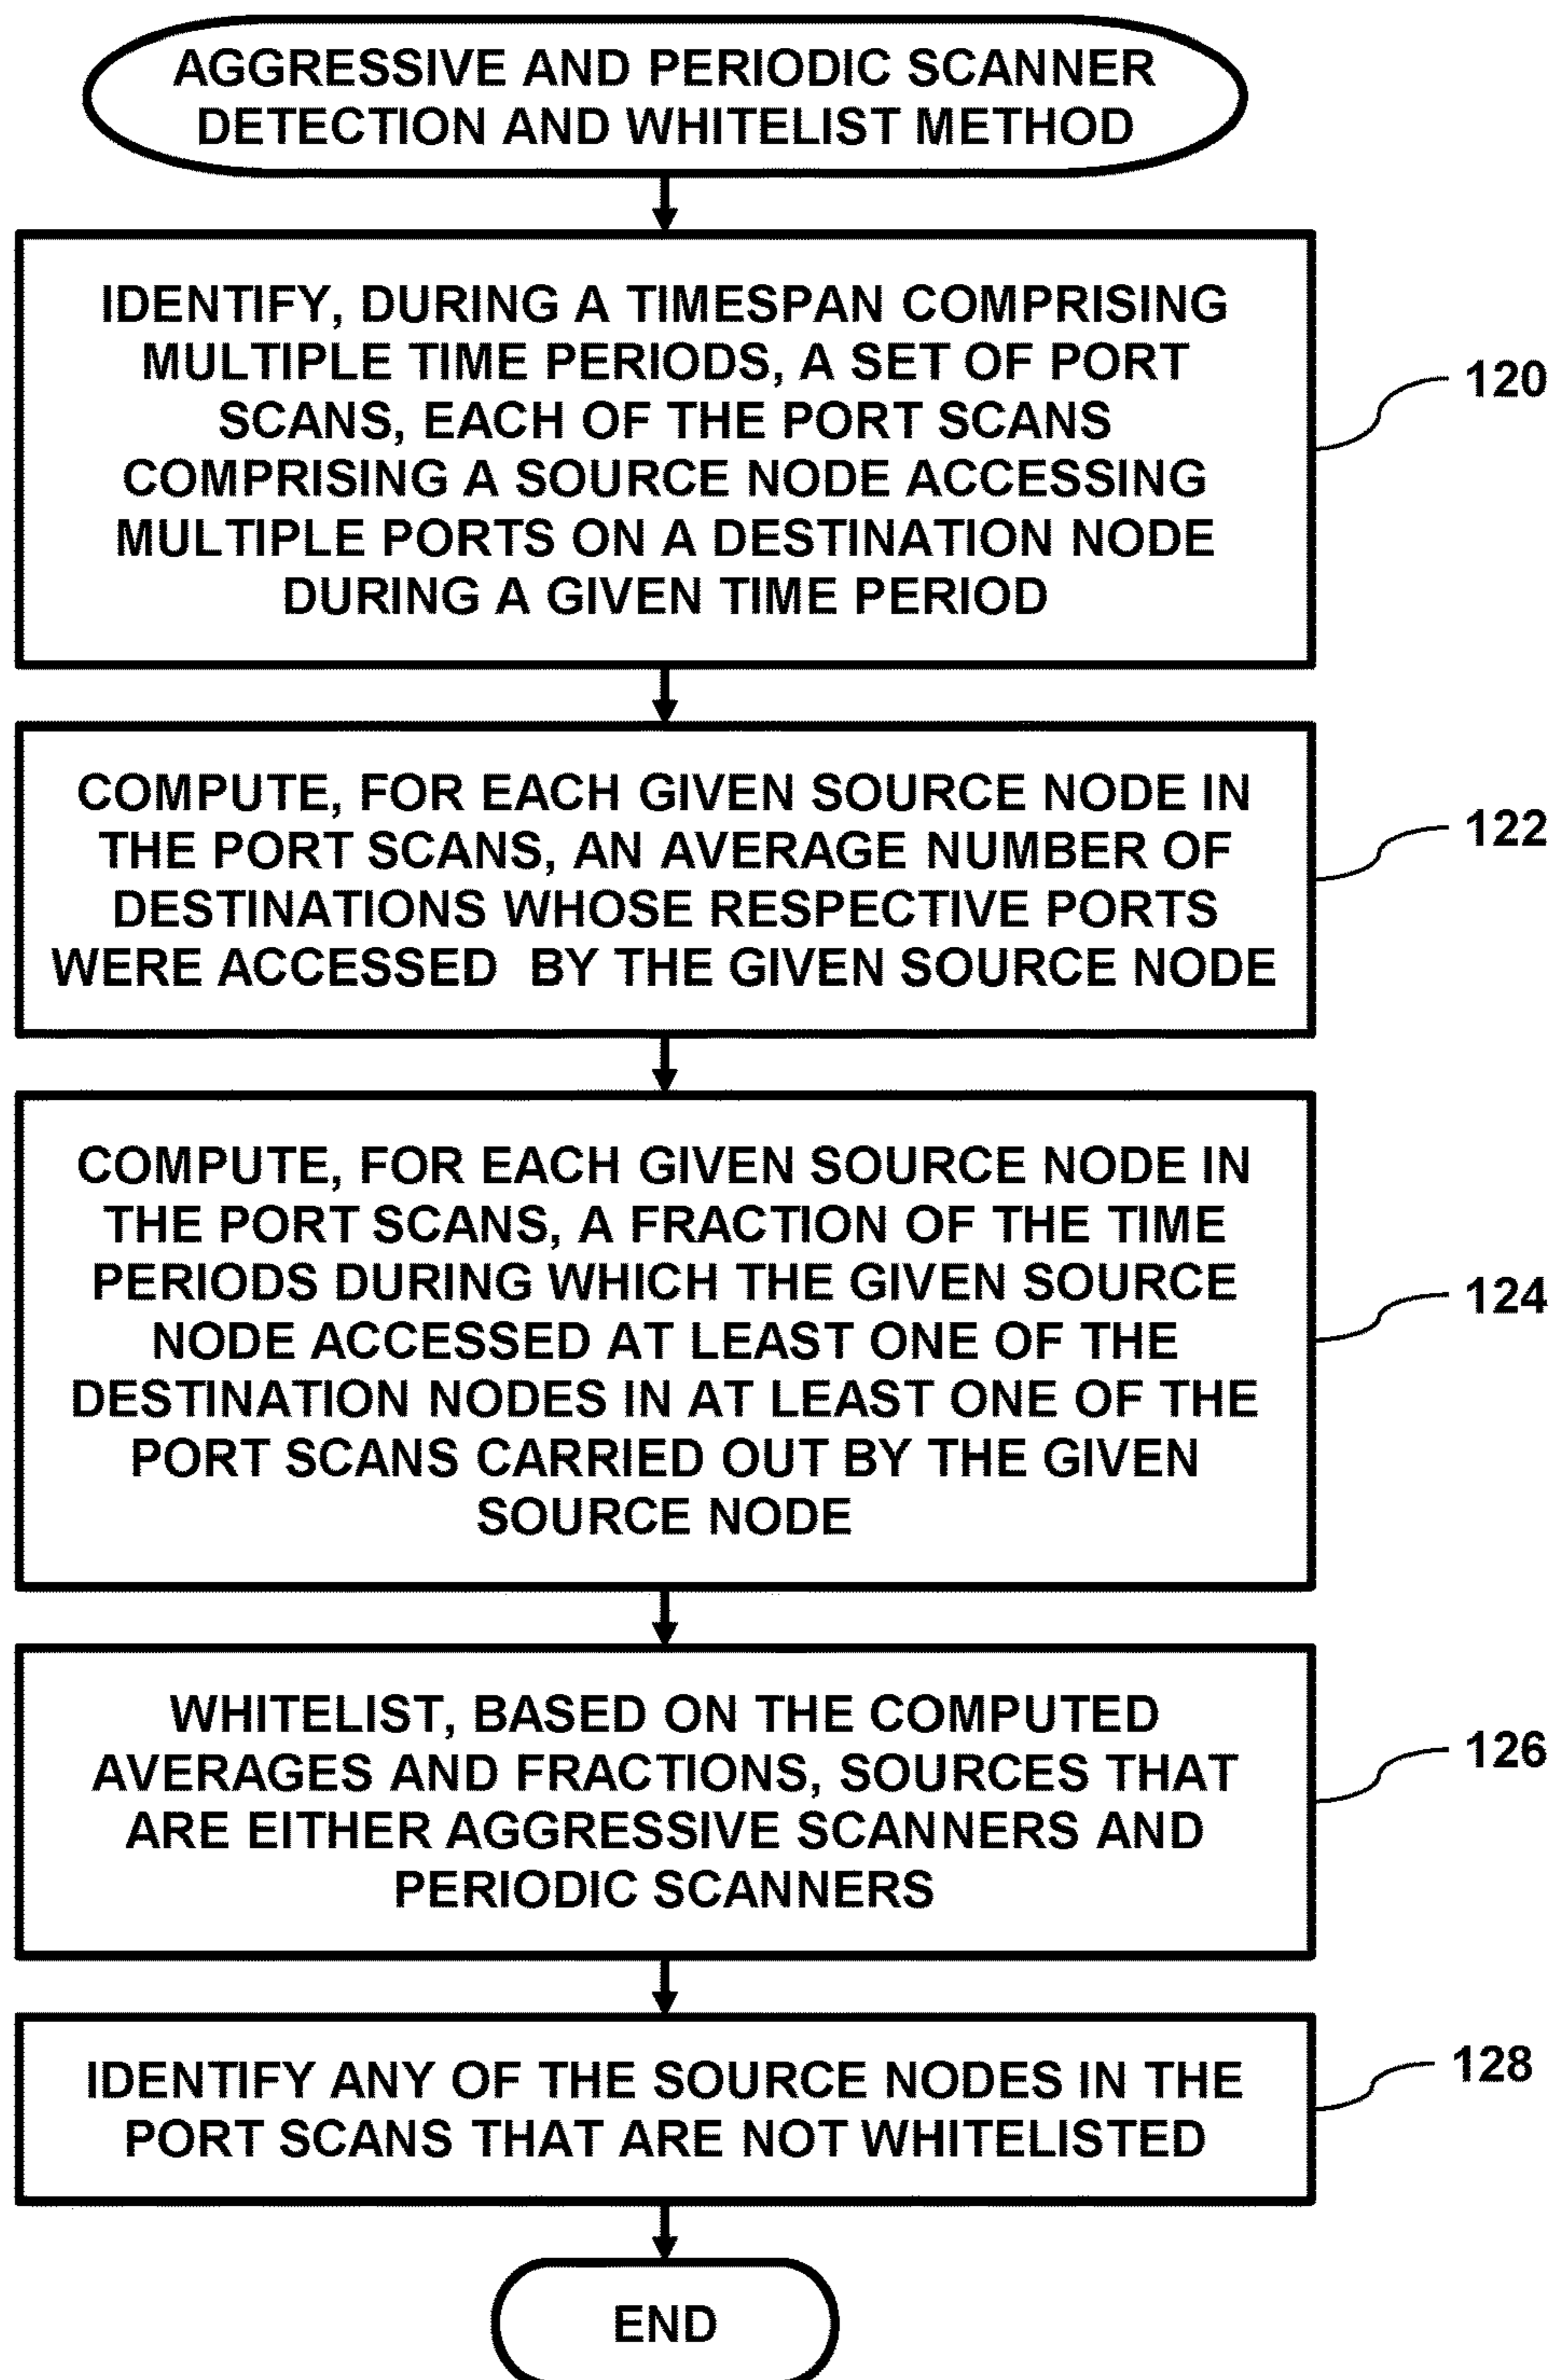 AGGRESSIVE AND PERIODIC SCANNER
DETECTION AND WHITELIST METHOD
IDENTIFY, DURING A TIMESPAN COMPRISING
MULTIPLE TIME PERIODS, A SET OF PORT
SCANS, EACH OF THE PORT SCANS
COMPRISING A SOURCE NODE ACCESSING
MULTIPLE PORTS ON A DESTINATION NODE
DURING A GIVEN TIME PERIOD
120
COMPUTE, FOR EACH GIVEN SOURCE NODE IN
THE PORT SCANS, AN AVERAGE NUMBER OF
DESTINATIONS WHOSE RESPECTIVE PORTS
WERE ACCESSED BY THE GIVEN SOURCE NODE
122
COMPUTE, FOR EACH GIVEN SOURCE NODE IN
THE PORT SCANS, A FRACTION OF THE TIME
PERIODS DURING WHICH THE GIVEN SOURCE
NODE ACCESSED AT LEAST ONE OF THE
DESTINATION NODES IN AT LEAST ONE OF THE
PORT SCANS CARRIED OUT BY THE GIVEN
SOURCE NODE
124
WHITELIST, BASED ON THE COMPUTED
AVERAGES AND FRACTIONS, SOURCES THAT
ARE EITHER AGGRESSIVE SCANNERS AND
PERIODIC SCANNERS
126
IDENTIFY ANY OF THE SOURCE NODES IN THE
PORT SCANS THAT ARE NOT WHITELISTED
128
END